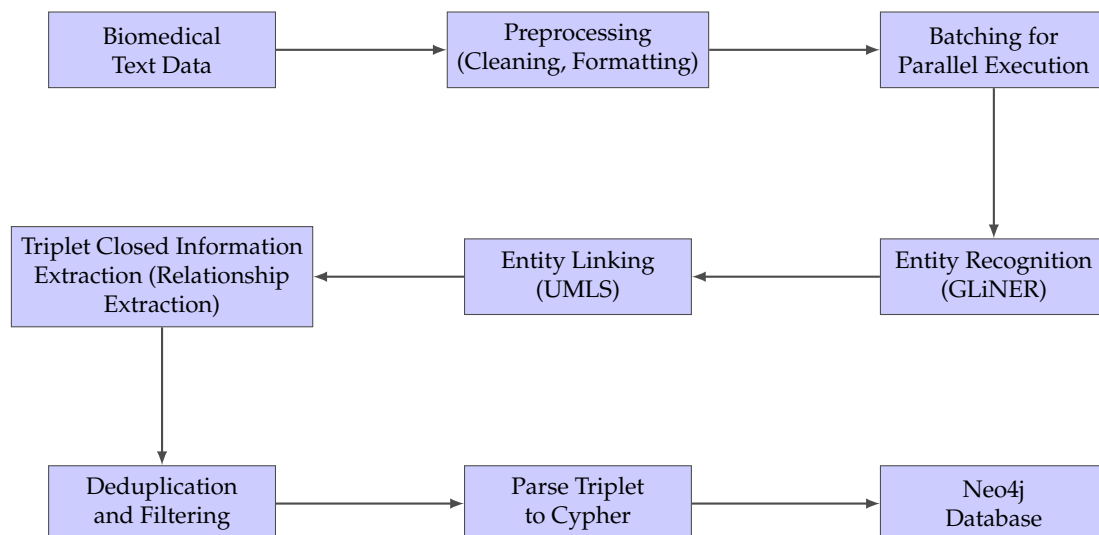 Biomedical
Text Data
Preprocessing
(Cleaning, Formatting)
Batching for
Parallel Execution
Triplet Closed Information
Extraction (Relationship
Extraction)
Entity Linking
(UMLS)
Entity Recognition
(GLiNER)
Deduplication
and Filtering
Parse Triplet
to Cypher
Neo4j
Database